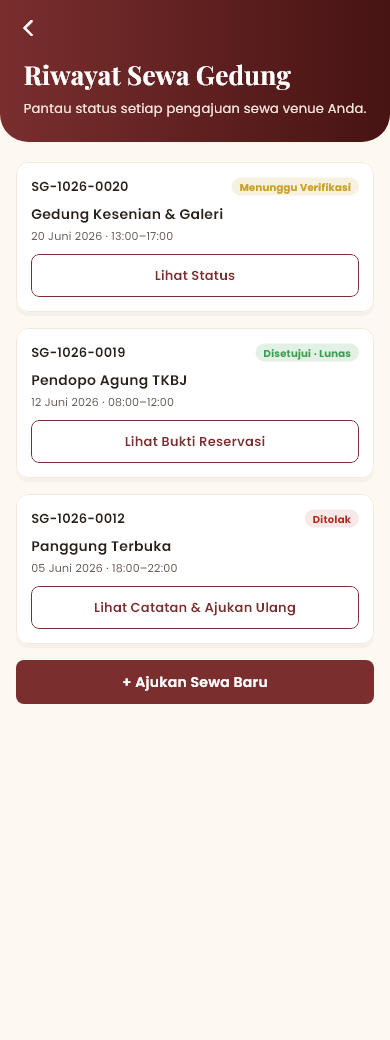 Riwayat Sewa Gedung
Pantau status setiap pengajuan sewa venue Anda.
SG-1026-0020
Menunggu Verifikasi
Gedung Kesenian & Galeri
20 Juni 2026 · 13:00–17:00
Lihat Status
SG-1026-0019
Disetujui · Lunas
Pendopo Agung TKBJ
12 Juni 2026 · 08:00–12:00
Lihat Bukti Reservasi
SG-1026-0012
Ditolak
Panggung Terbuka
05 Juni 2026 · 18:00–22:00
Lihat Catatan & Ajukan Ulang
+ Ajukan Sewa Baru